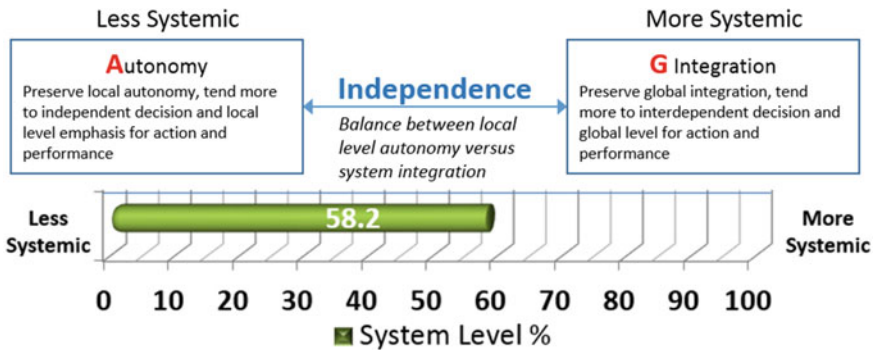 Less Systemic
More Systemic
Autonomy
Preserve local autonomy, tend more
to independent decision and local
level emphasis for action and
performance
Independence
Balance between local
level autonomy versus
system integration
G Integration
Preserve global integration, tend
more to interdependent decision and
global level for action and
performance
Less
Systemic
58.2
More
Systemic
0 10 20 30 40 50 60 70 80 90 100
System Level %